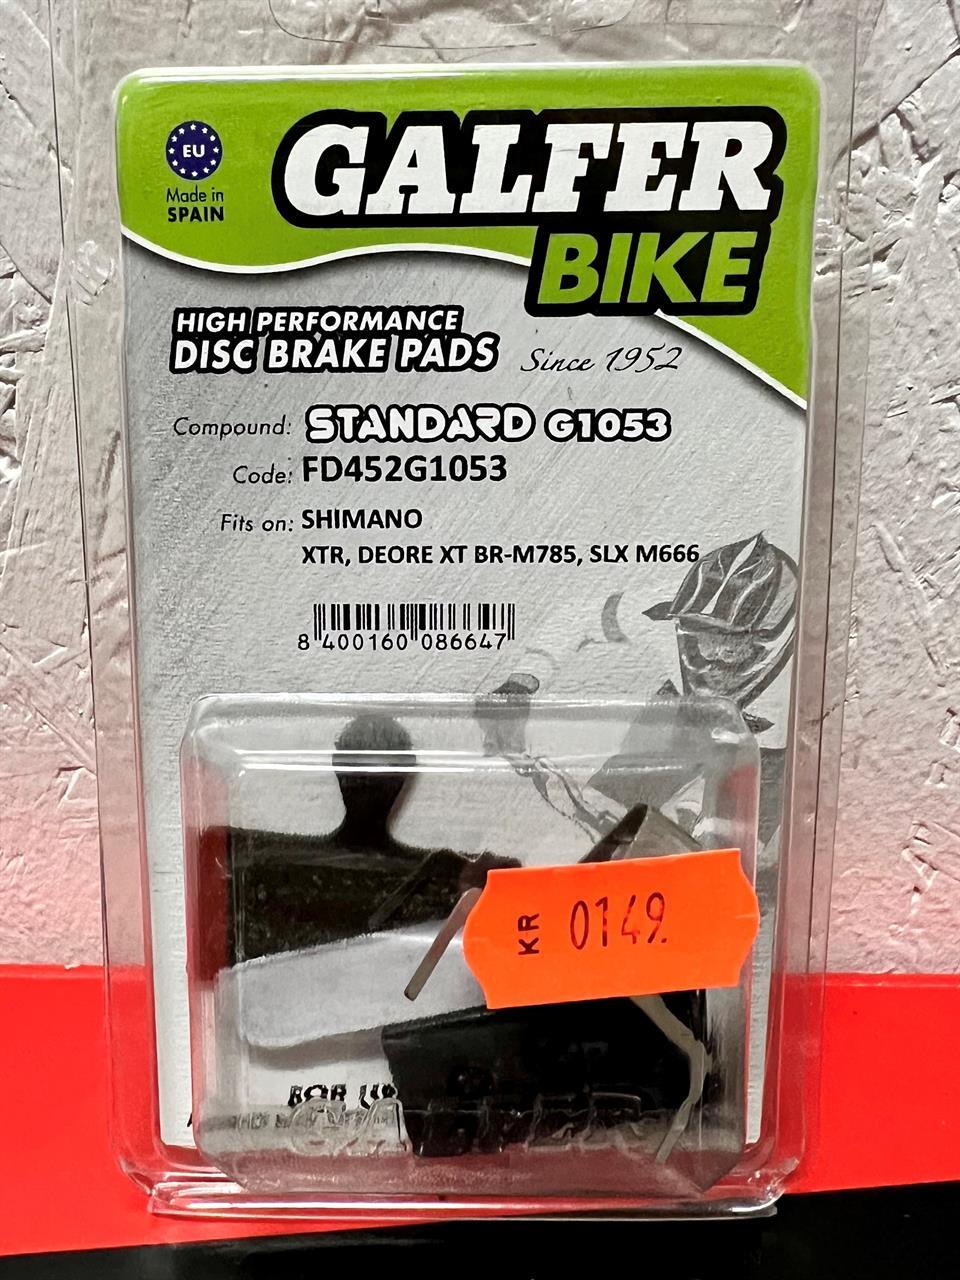 EU
Made in
SPAIN
GALFER
BIKE
HIGH PERFORMANCE
DISC BRAKE PADS
Since 1952
Compound: STANDARD G1053
Code: FD452G1053
Fits on: SHIMANO
XTR, DEORE XT BR-M785, SLX M666
8 400160 086647
KR 0149.
FOR